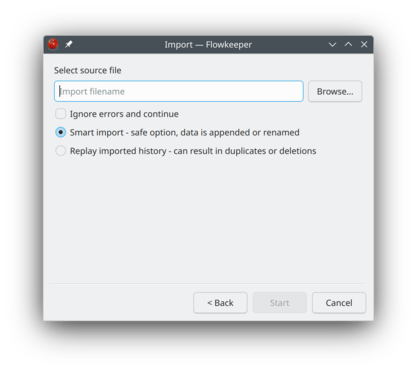 Import — Flowkeeper
Select source file
Import filename
Browse...
Ignore errors and continue
Smart import - safe option, data is appended or renamed
Replay imported history - can result in duplicates or deletions
< Back
Start
Cancel